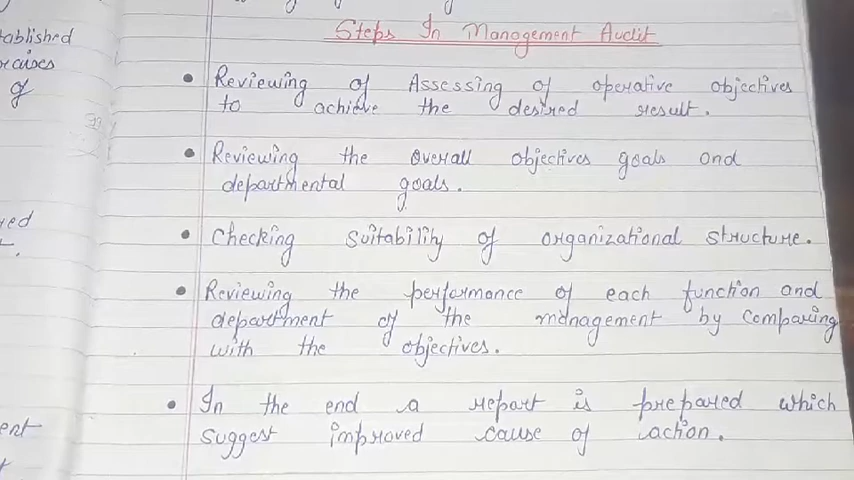 tablished
raises
of
ed
ent
Steps In Management Audit
• Reviewing of Assessing of operative objectives
to achieve the desired result.
• Reviewing the overall objectives goals and
departmental goals.
• Checking suitability of organizational structure.
• Reviewing the performance of each function and
department of the management by comparing
with the objectives.
• In the end a report is prepared which
suggest improved cause of action.